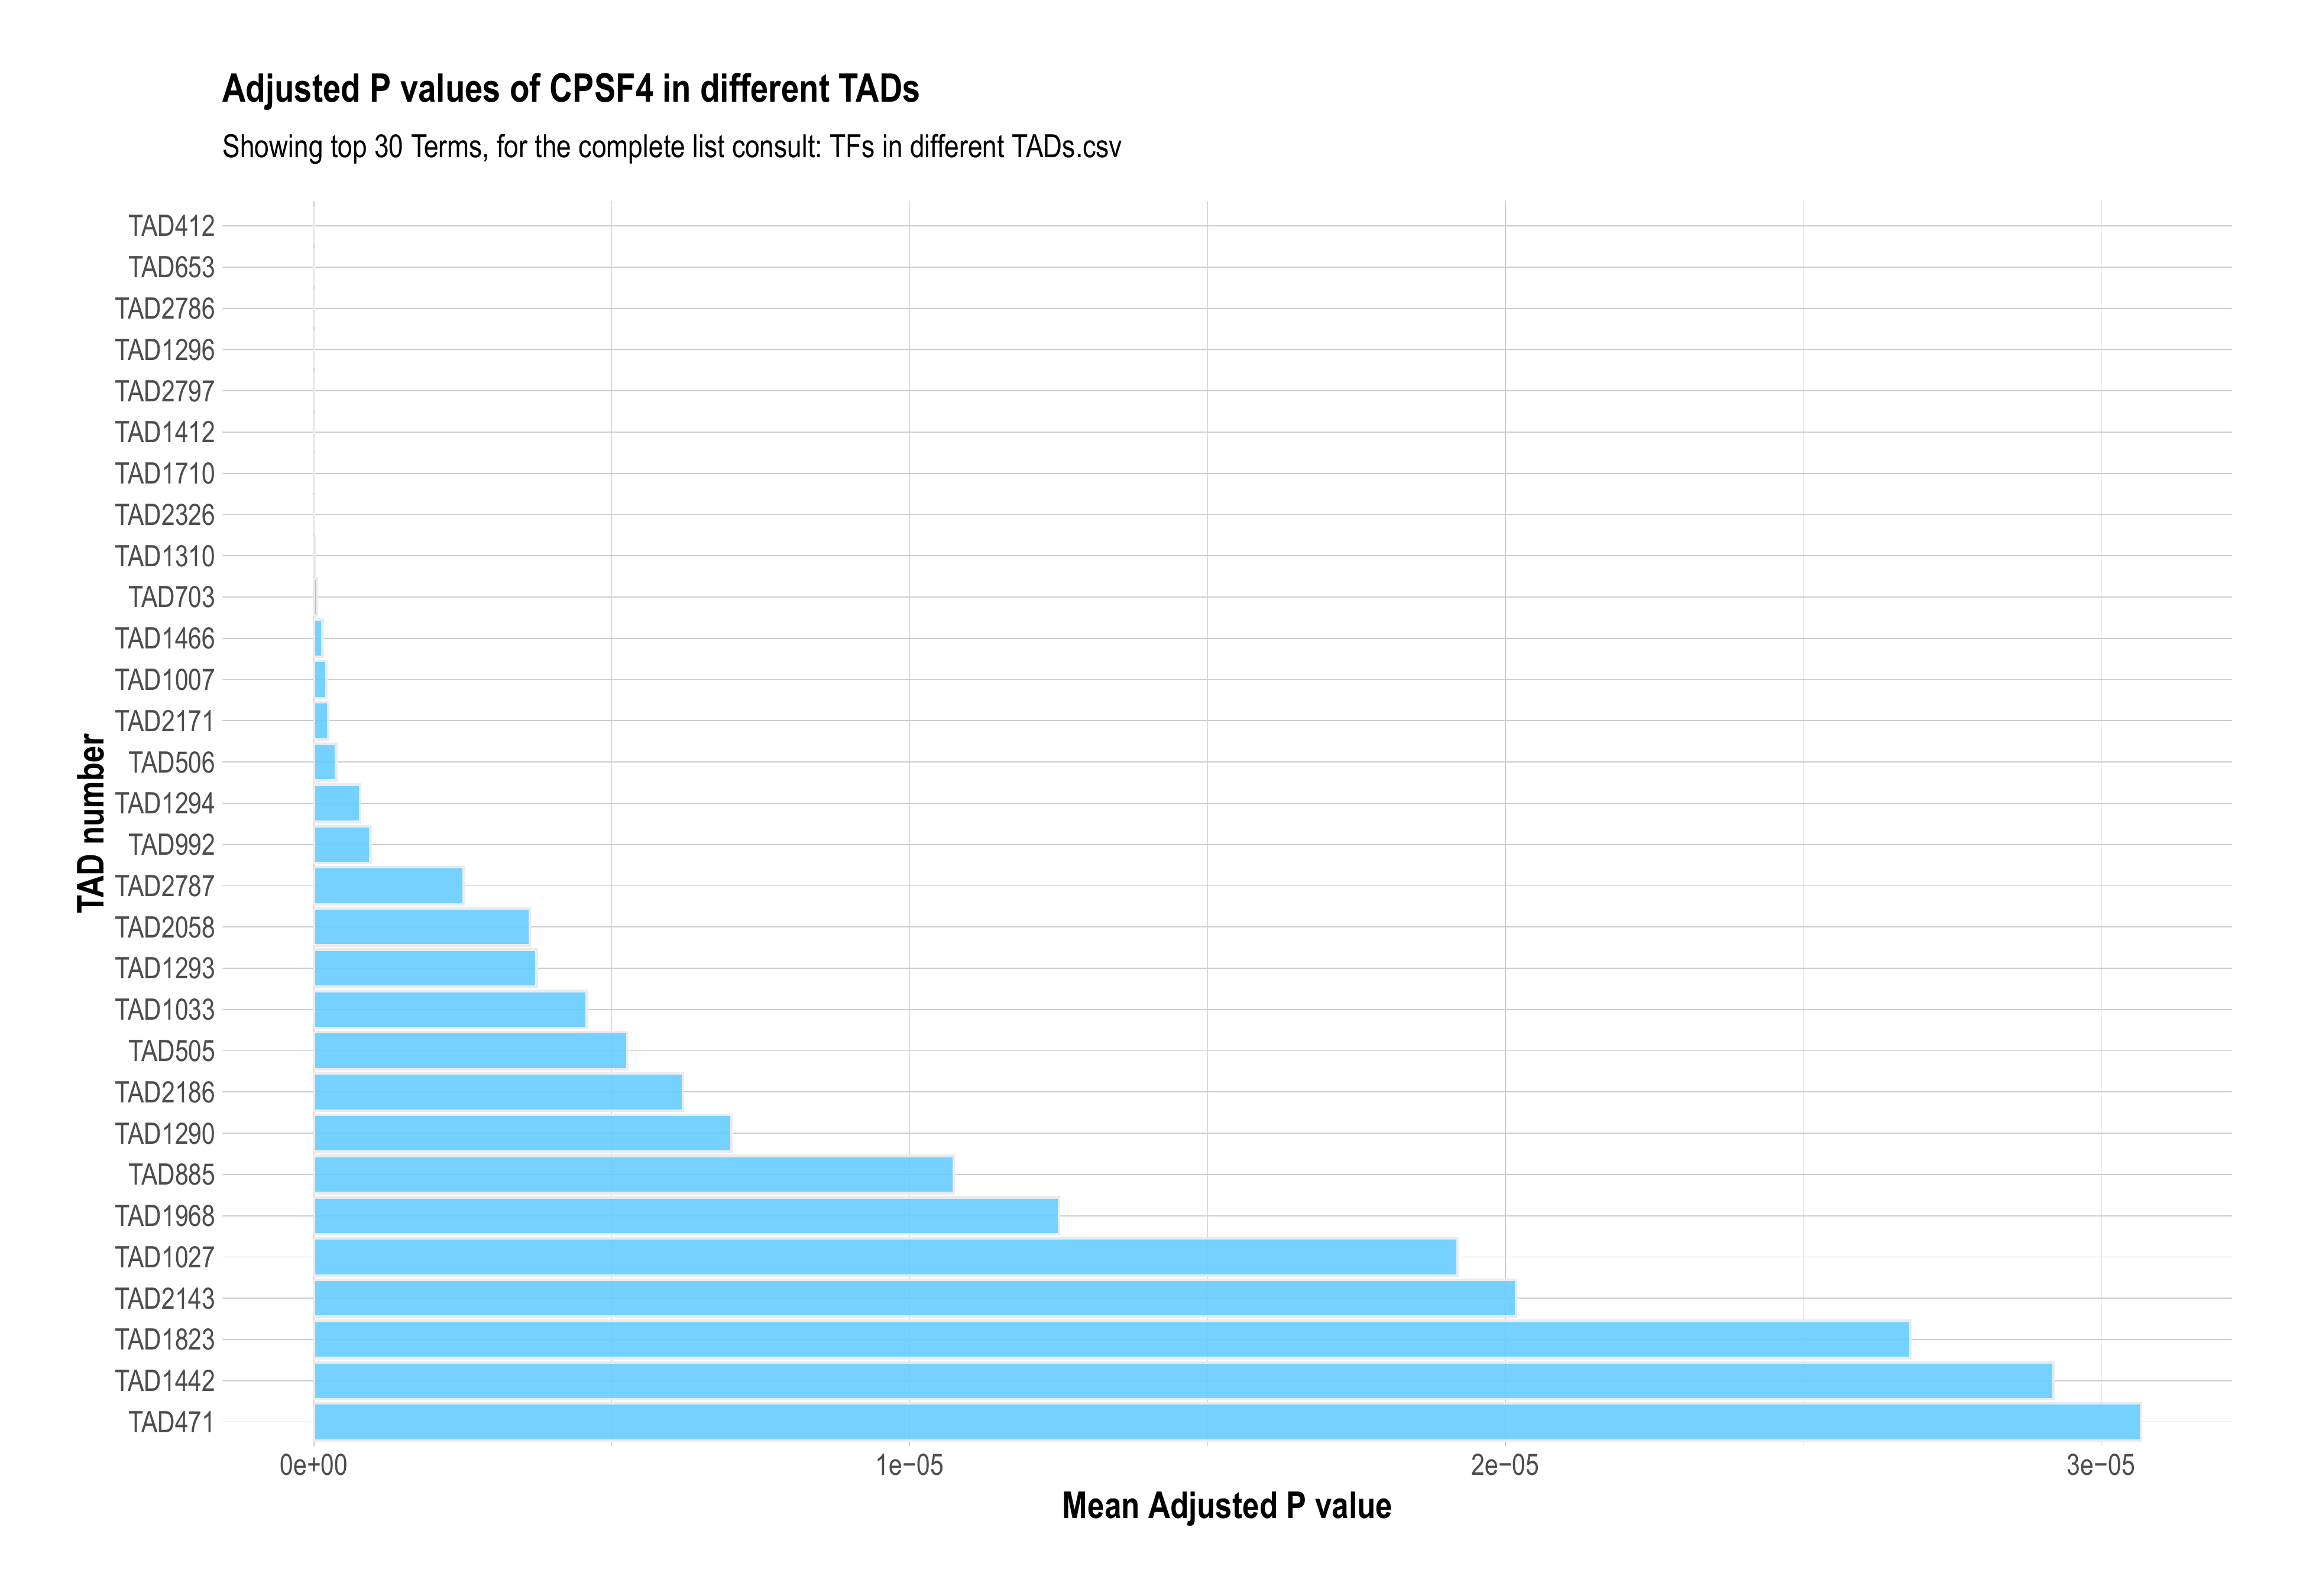 Adjusted P values of CPSF4 in different TADs
Showing top 30 Terms, for the complete list consult: TFs in different TADs.csv
TAD412
TAD653
TAD2786
TAD1296
TAD2797
TAD1412
TAD1710
TAD2326
TAD1310
TAD703
TAD1466
TAD1007
TAD2171
TAD506
TAD1294
TAD992
TAD2787
TAD2058
TAD1293
TAD1033
TAD505
TAD2186
TAD1290
TAD885
TAD1968
TAD1027
TAD2143
TAD1823
TAD1442
TAD471
TAD number
0e+00 1e−05 2e−05 3e−05
Mean Adjusted P value